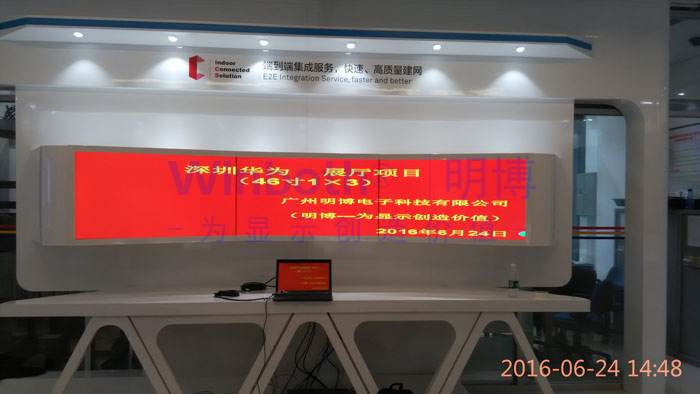 Indoor
Connected
Solution
端到端集成服务，快速、高质量建网
E2E Integration Service, faster and better
深圳华为 展厅项目
（46寸1×3）
广州明博电子科技有限公司
（明博—为显示创造价值）
2016年6月24日
Winboth® 明博
–为显示创造价值–
2016-06-24 14:48